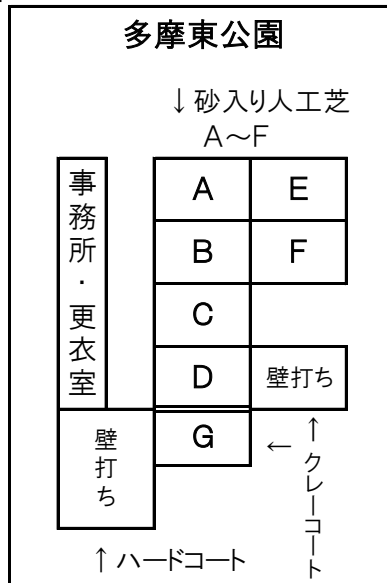 多摩東公園
↓砂入り人工芝
A～F
事務所・更衣室
A
E
B
F
C
D
壁打ち
G
壁打ち
←
↑クレーコート
↑ハードコート